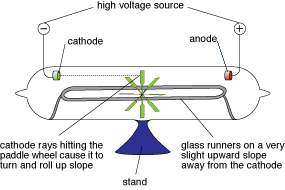 high voltage source
−
+
cathode
anode
cathode rays hitting the
paddle wheel cause it to
turn and roll up slope
glass runners on a very
slight upward slope
away from the cathode
stand